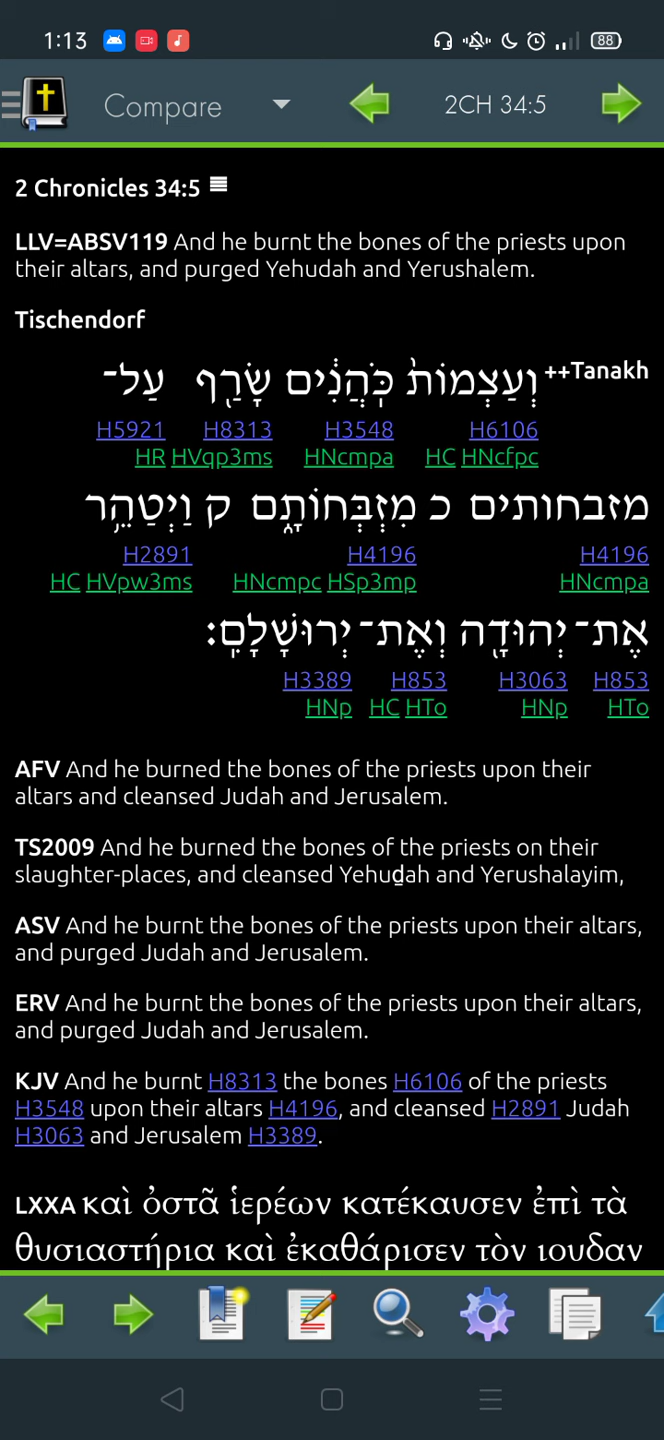 1:13
88
Compare
2CH 34:5
2 Chronicles 34:5
LLV=ABSV119 And he burnt the bones of the priests upon
their altars, and purged Yehudah and Yerushalem.
Tischendorf
++Tanakh וְעַצְמוֹת֙ כֹּֽהֲנִ֔ים שָׂרַ֖ף עַל־
H5921 H8313 H3548 H6106
HR HVqp3ms HNcmpa HC HNcfpc
מזבחותים כ מִזְבְּחוֹתָ֑ם ק וַיְטַהֵ֥ר
H2891 H4196 H4196
HC HVpw3ms HNcmpc HSp3mp HNcmpa
אֶת־ יְהוּדָ֖ה וְאֶת־ יְרוּשָׁלִָֽם׃
H3389 H853 H3063 H853
HNp HC HTo HNp HTo
AFV And he burned the bones of the priests upon their
altars and cleansed Judah and Jerusalem.
TS2009 And he burned the bones of the priests on their
slaughter-places, and cleansed Yehuḏah and Yerushalayim,
ASV And he burnt the bones of the priests upon their altars,
and purged Judah and Jerusalem.
ERV And he burnt the bones of the priests upon their altars,
and purged Judah and Jerusalem.
KJV And he burnt H8313 the bones H6106 of the priests
H3548 upon their altars H4196, and cleansed H2891 Judah
H3063 and Jerusalem H3389.
LXXA καὶ ὀστᾶ ἱερέων κατέκαυσεν ἐπὶ τὰ
θυσιαστήρια καὶ ἐκαθάρισεν τὸν ιουδαν